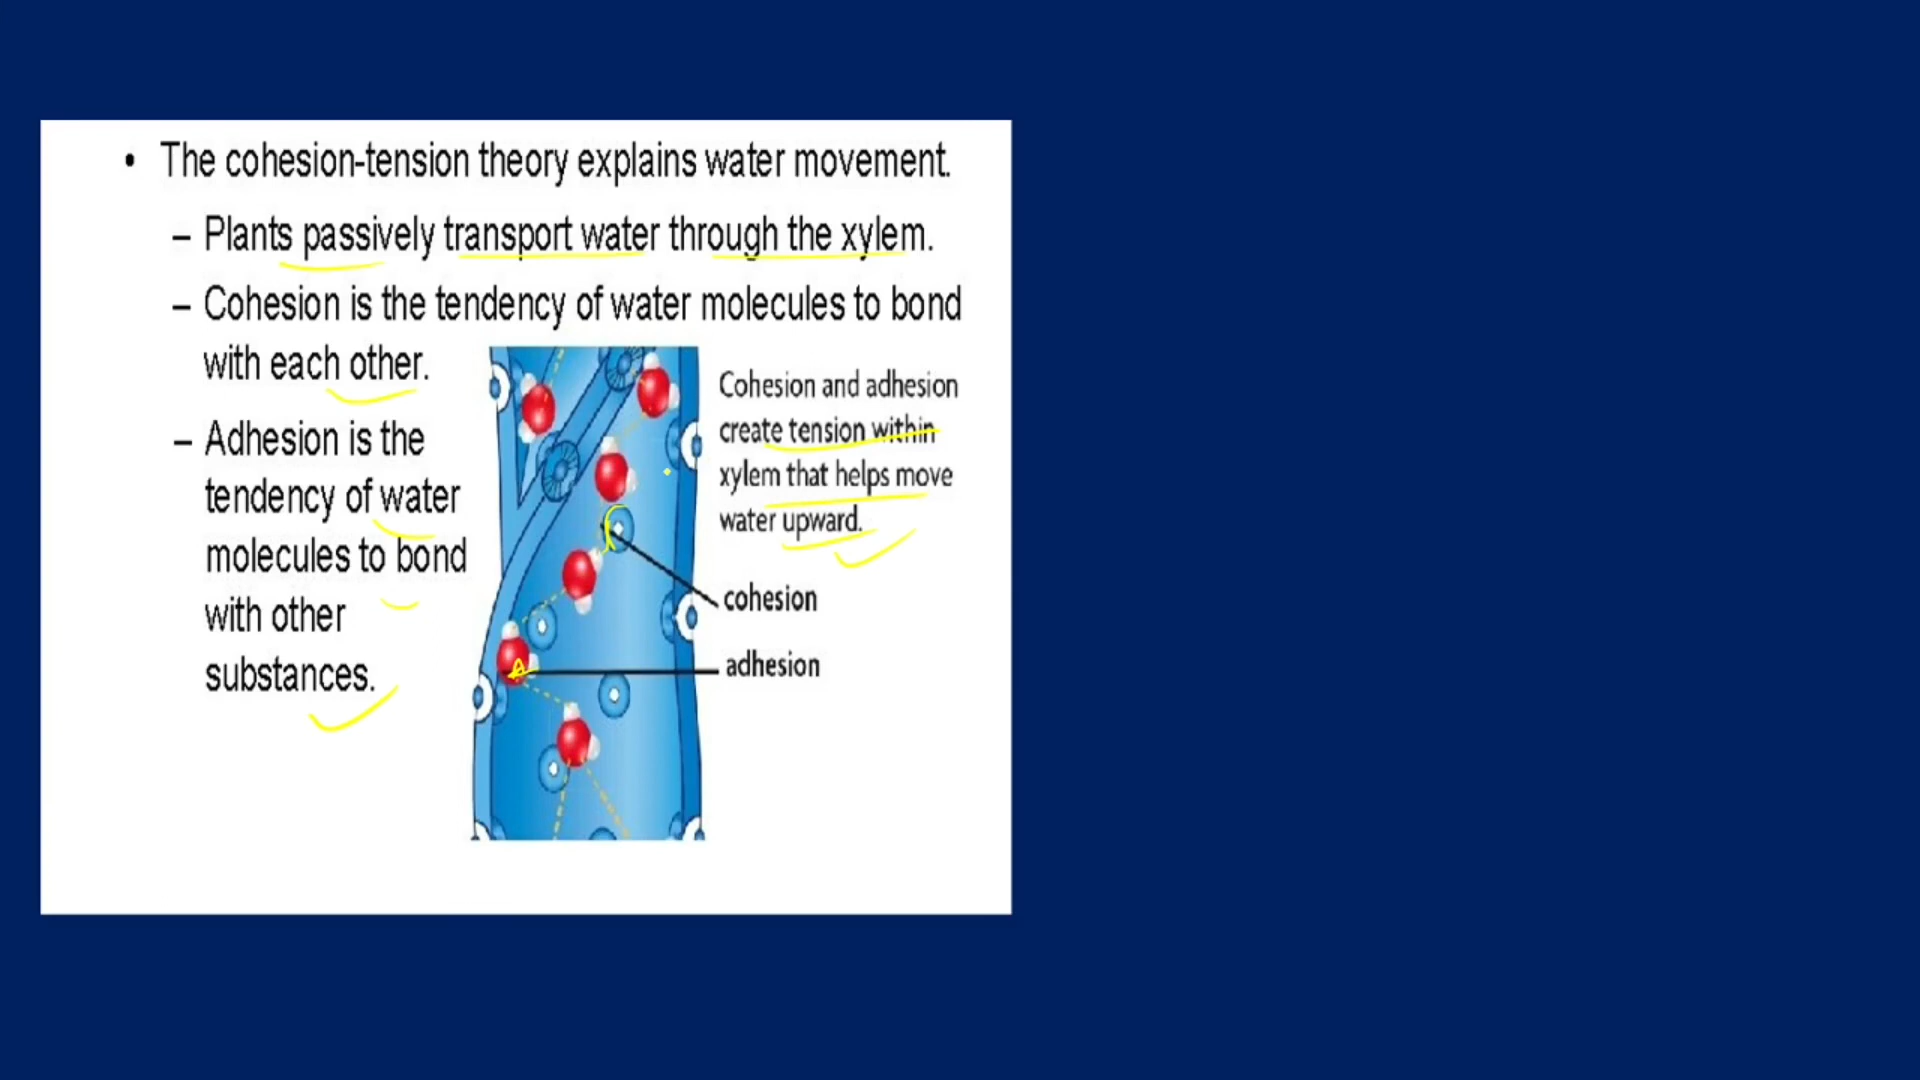 • The cohesion-tension theory explains water movement.
– Plants passively transport water through the xylem.
– Cohesion is the tendency of water molecules to bond
with each other.
– Adhesion is the
tendency of water
molecules to bond
with other
substances.
Cohesion and adhesion
create tension within
xylem that helps move
water upward.
cohesion
adhesion